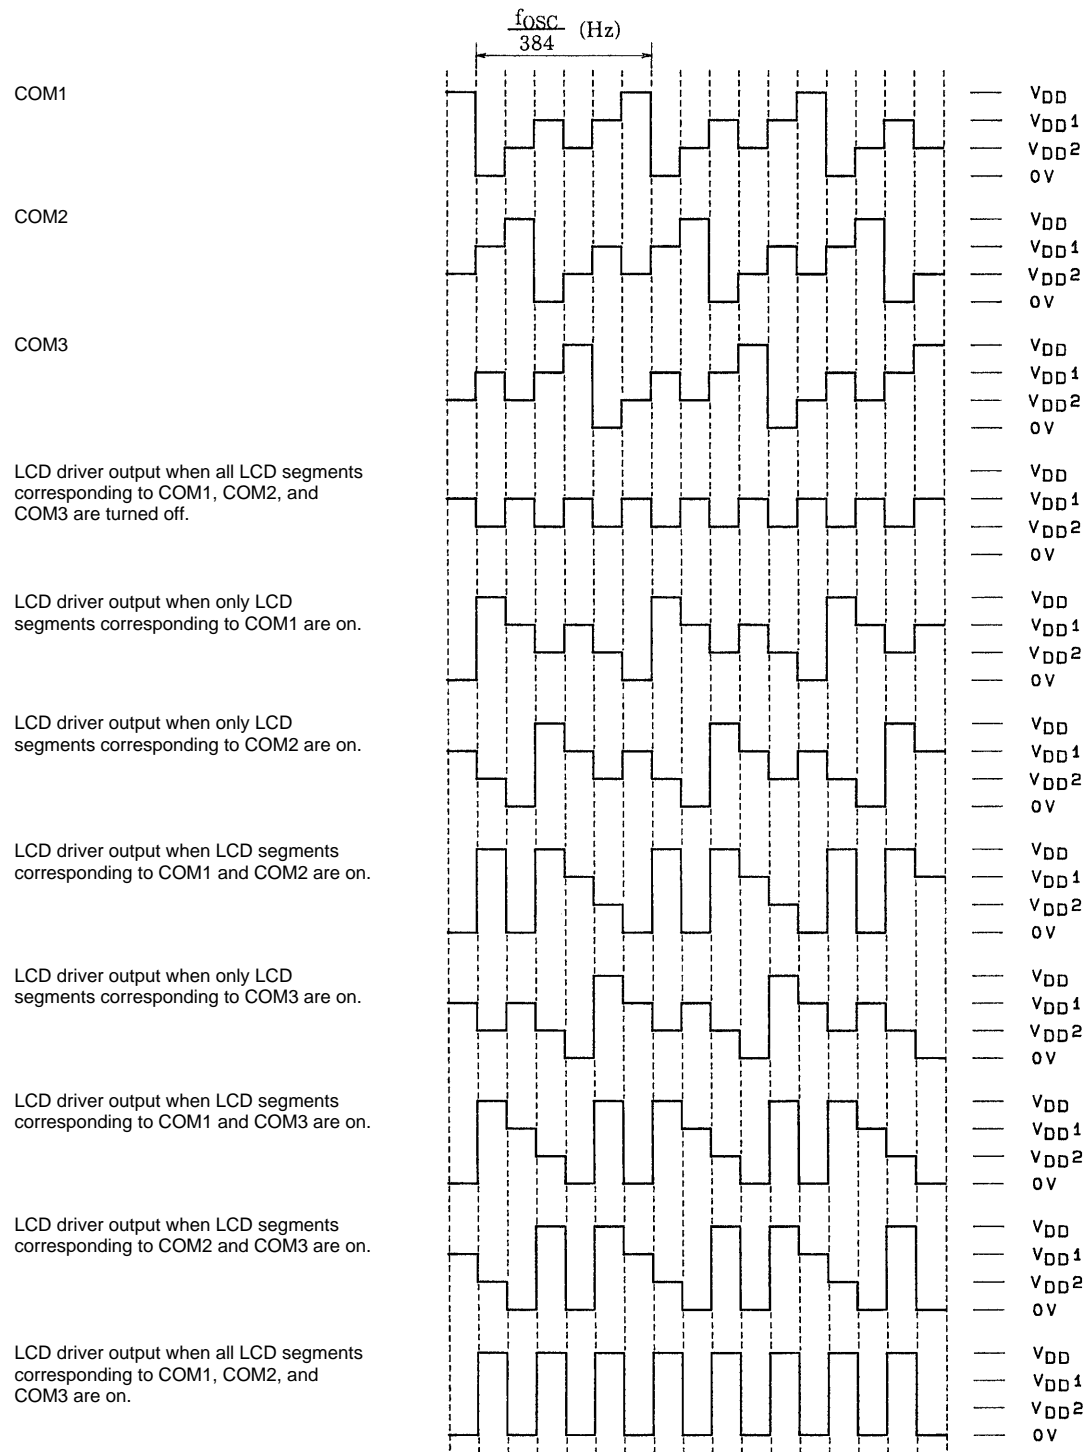 fOSC
384
(Hz)
COM1
VDD
VDD1
VDD2
0V
COM2
VDD
VDD1
VDD2
0V
COM3
VDD
VDD1
VDD2
0V
LCD driver output when all LCD segments
corresponding to COM1, COM2, and
COM3 are turned off.
VDD
VDD1
VDD2
0V
LCD driver output when only LCD
segments corresponding to COM1 are on.
VDD
VDD1
VDD2
0V
LCD driver output when only LCD
segments corresponding to COM2 are on.
VDD
VDD1
VDD2
0V
LCD driver output when LCD segments
corresponding to COM1 and COM2 are on.
VDD
VDD1
VDD2
0V
LCD driver output when only LCD
segments corresponding to COM3 are on.
VDD
VDD1
VDD2
0V
LCD driver output when LCD segments
corresponding to COM1 and COM3 are on.
VDD
VDD1
VDD2
0V
LCD driver output when LCD segments
corresponding to COM2 and COM3 are on.
VDD
VDD1
VDD2
0V
LCD driver output when all LCD segments
corresponding to COM1, COM2, and
COM3 are on.
VDD
VDD1
VDD2
0V